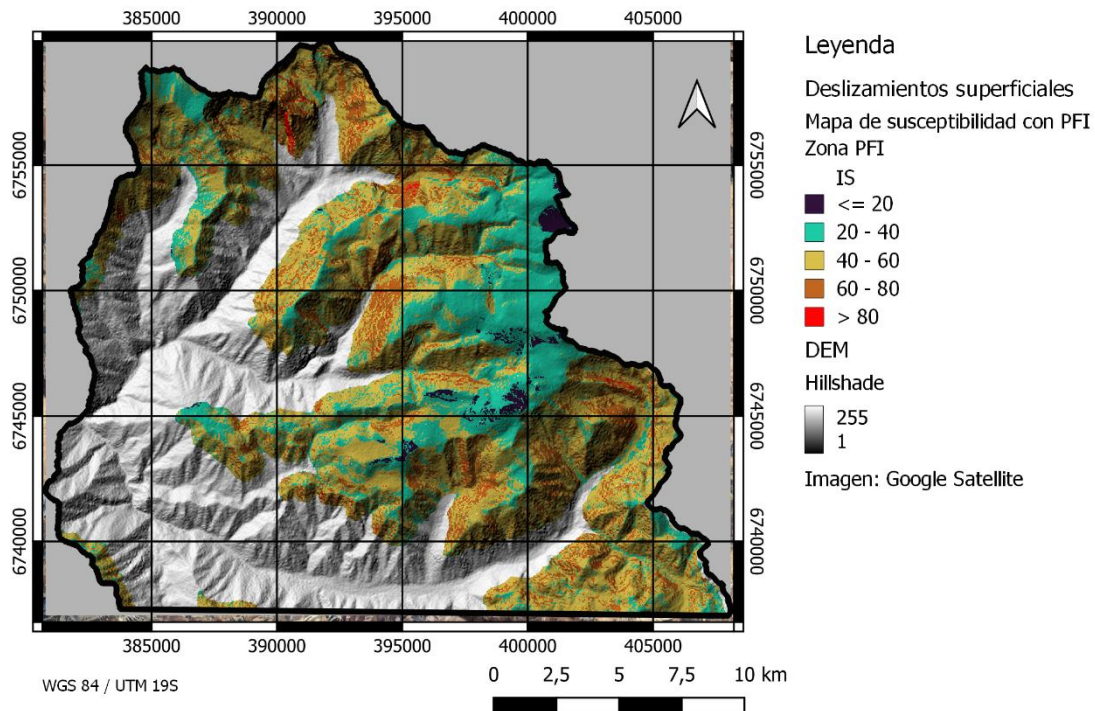 385000 390000 395000 400000 405000
6755000
6750000
6745000
6740000
6755000
6750000
6745000
6740000
385000 390000 395000 400000 405000
WGS 84 / UTM 19S
0 2,5 5 7,5 10 km
Leyenda
Deslizamientos superficiales
Mapa de susceptibilidad con PFI
Zona PFI
IS
<= 20
20 - 40
40 - 60
60 - 80
> 80
DEM
Hillshade
255
1
Imagen: Google Satellite